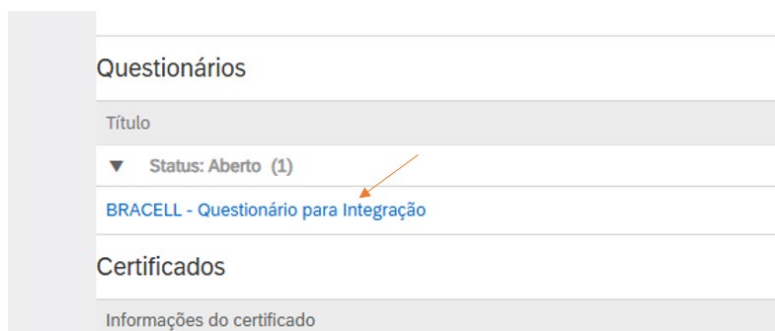 Questionários
Título
▼ Status: Aberto (1)
BRACELL - Questionário para Integração
Certificados
Informações do certificado